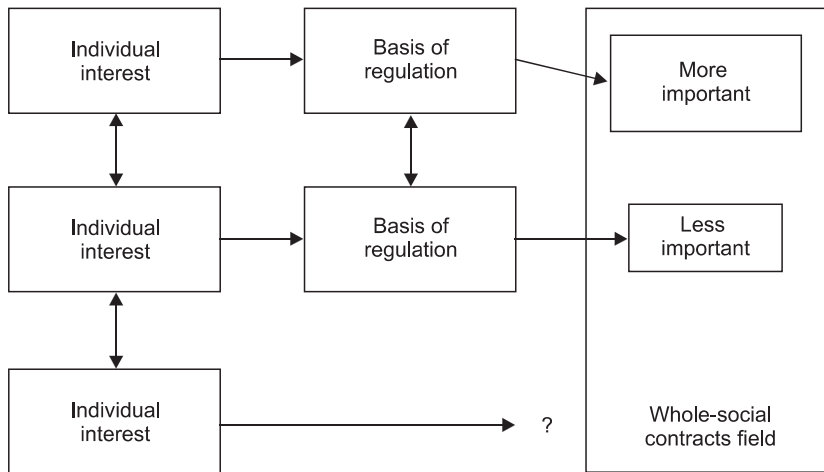 Individual
interest
Basis of
regulation
More
important
Individual
interest
Basis of
regulation
Less
important
Individual
interest
?
Whole-social
contracts field